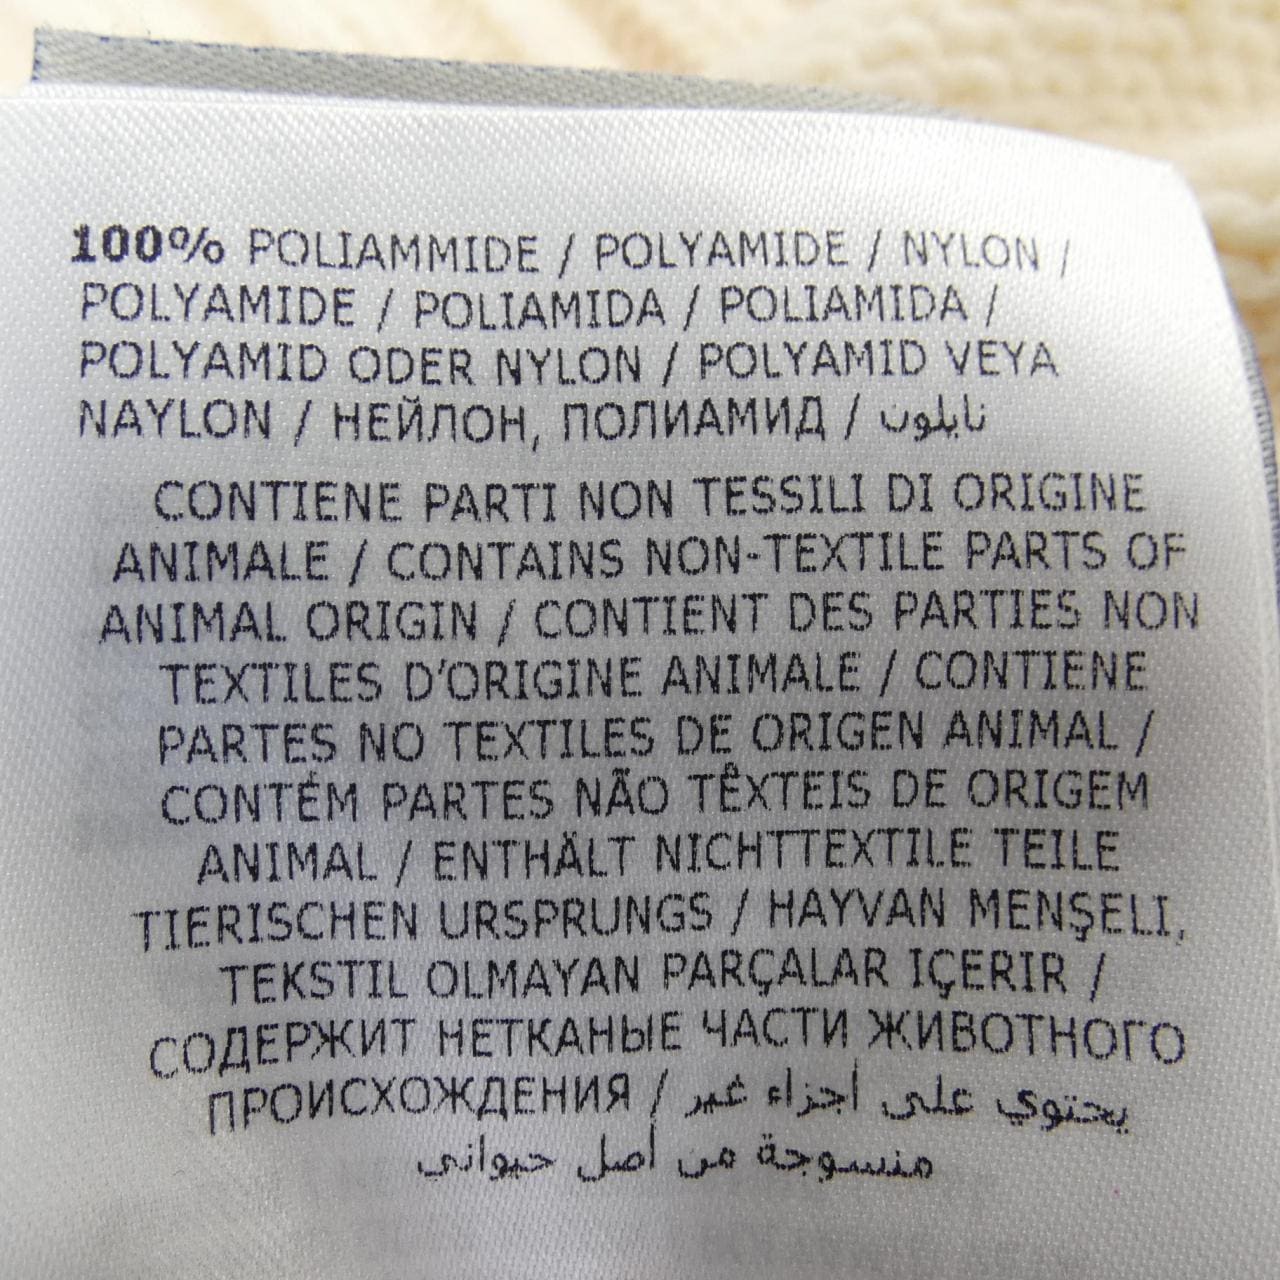 100% POLIAMMIDE / POLYAMIDE / NYLON /
POLYAMIDE / POLIAMIDA / POLIAMIDA /
POLYAMID ODER NYLON / POLYAMID VEYA
NAYLON / НЕЙЛОН, ПОЛИАМИД / نايلون
CONTIENE PARTI NON TESSILI DI ORIGINE
ANIMALE / CONTAINS NON-TEXTILE PARTS OF
ANIMAL ORIGIN / CONTIENT DES PARTIES NON
TEXTILES D’ORIGINE ANIMALE / CONTIENE
PARTES NO TEXTILES DE ORIGEN ANIMAL /
CONTÉM PARTES NÃO TÊXTEIS DE ORIGEM
ANIMAL / ENTHÄLT NICHTTEXTILE TEILE
TIERISCHEN URSPRUNGS / HAYVAN MENŞELI,
TEKSTIL OLMAYAN PARÇALAR IÇERIR /
СОДЕРЖИТ НЕТКАНЫЕ ЧАСТИ ЖИВОТНОГО
ПРОИСХОЖДЕНИЯ / يحتوي على أجزاء غير
منسوجة من أصل حيواني